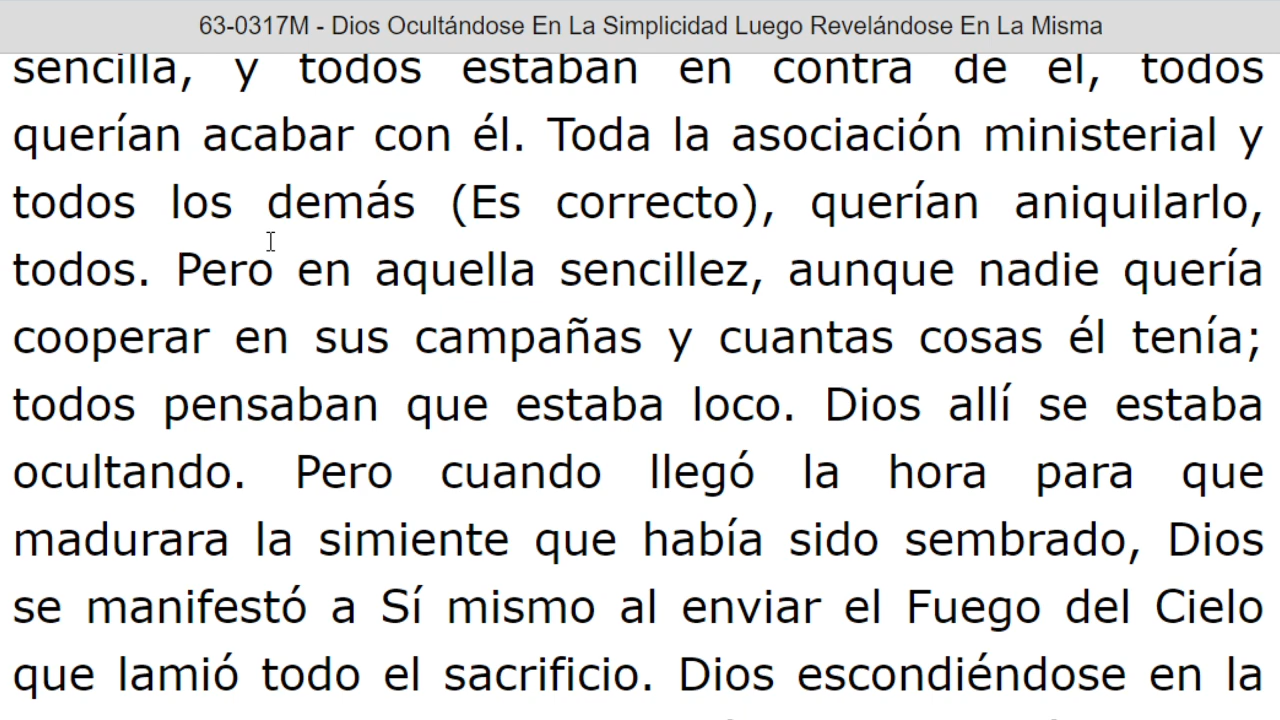 63-0317M - Dios Ocultándose En La Simplicidad Luego Revelándose En La Misma
sencilla, y todos estaban en contra de él, todos
querían acabar con él. Toda la asociación ministerial y
todos los demás (Es correcto), querían aniquilarlo,
todos. Pero en aquella sencillez, aunque nadie quería
cooperar en sus campañas y cuantas cosas él tenía;
todos pensaban que estaba loco. Dios allí se estaba
ocultando. Pero cuando llegó la hora para que
madurara la simiente que había sido sembrado, Dios
se manifestó a Sí mismo al enviar el Fuego del Cielo
que lamió todo el sacrificio. Dios escondiéndose en la